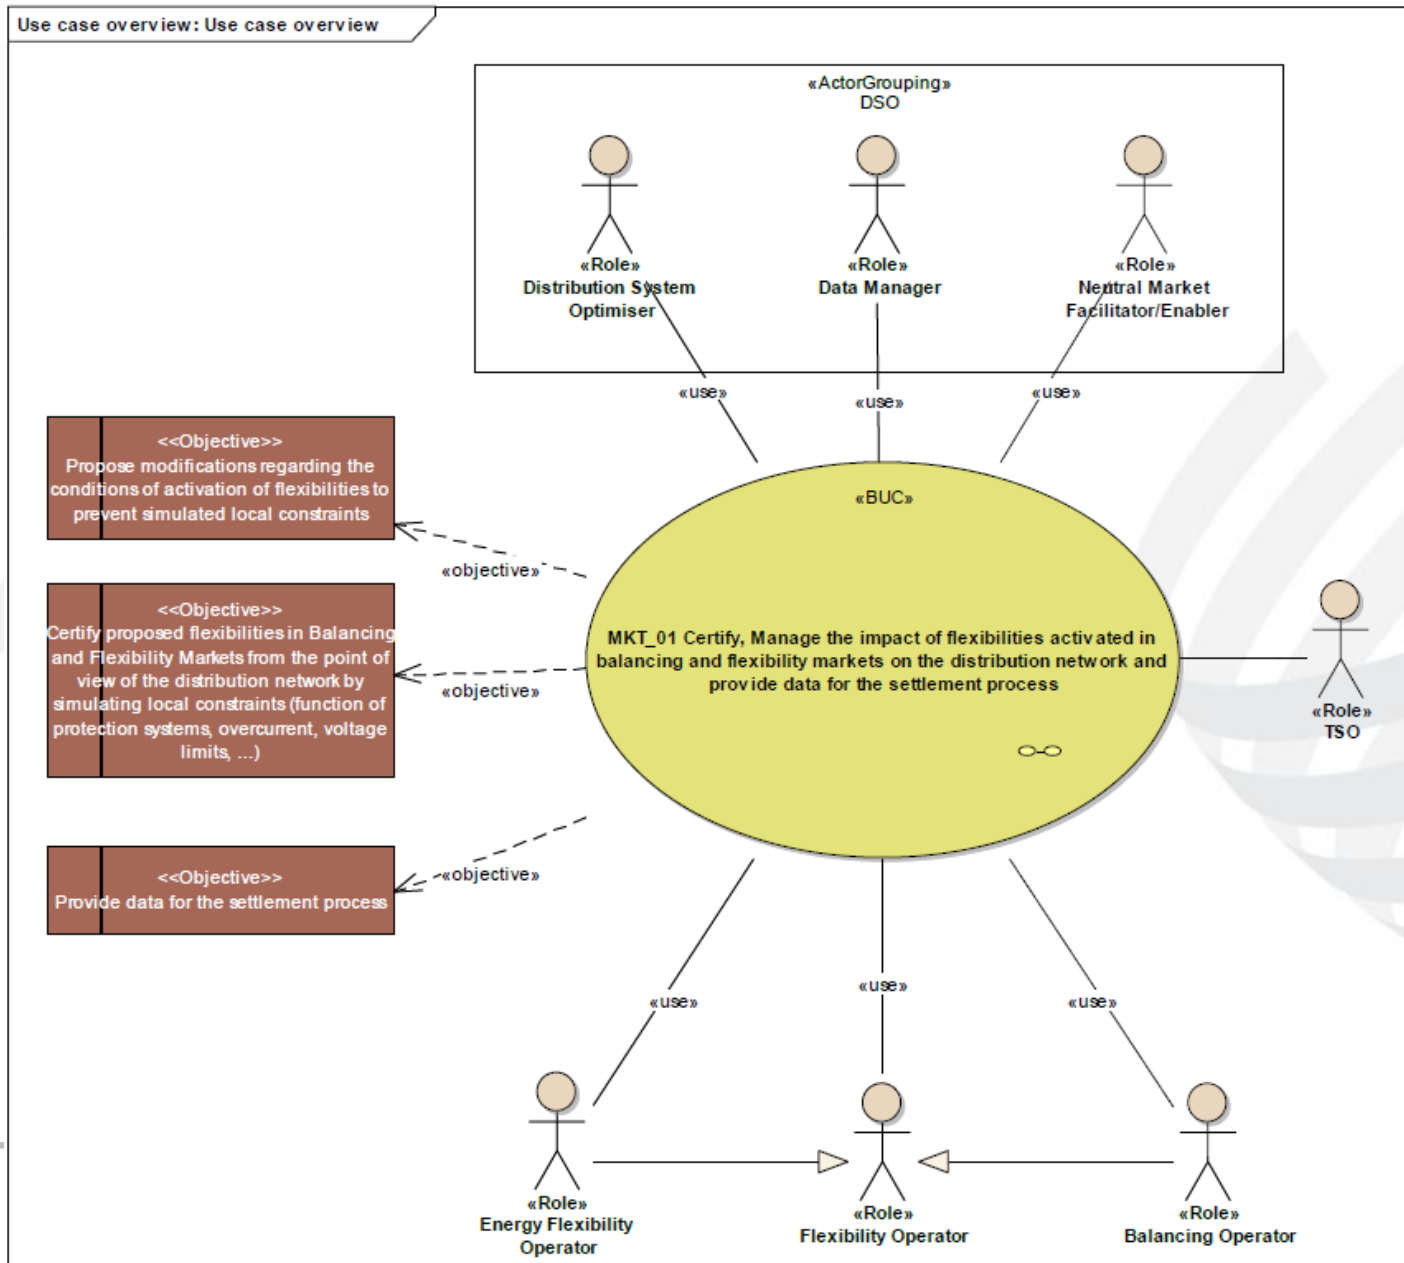 Use case overview: Use case overview
«ActorGrouping»
DSO
«Role»
Distribution System
Optimiser
«Role»
Data Manager
«Role»
Neutral Market
Facilitator/Enabler
«use»
«use»
«use»
<<Objective>>
Propose modifications regarding the
conditions of activation of flexibilities to
prevent simulated local constraints
«objective»
<<Objective>>
Certify proposed flexibilities in Balancing
and Flexibility Markets from the point of
view of the distribution network by
simulating local constraints (function of
protection systems, overcurrent, voltage
limits, ...)
«objective»
<<Objective>>
Provide data for the settlement process
«objective»
«BUC»
MKT_01 Certify, Manage the impact of flexibilities activated in
balancing and flexibility markets on the distribution network and
provide data for the settlement process
«Role»
TSO
«use»
«use»
«use»
«Role»
Energy Flexibility
Operator
«Role»
Flexibility Operator
«Role»
Balancing Operator